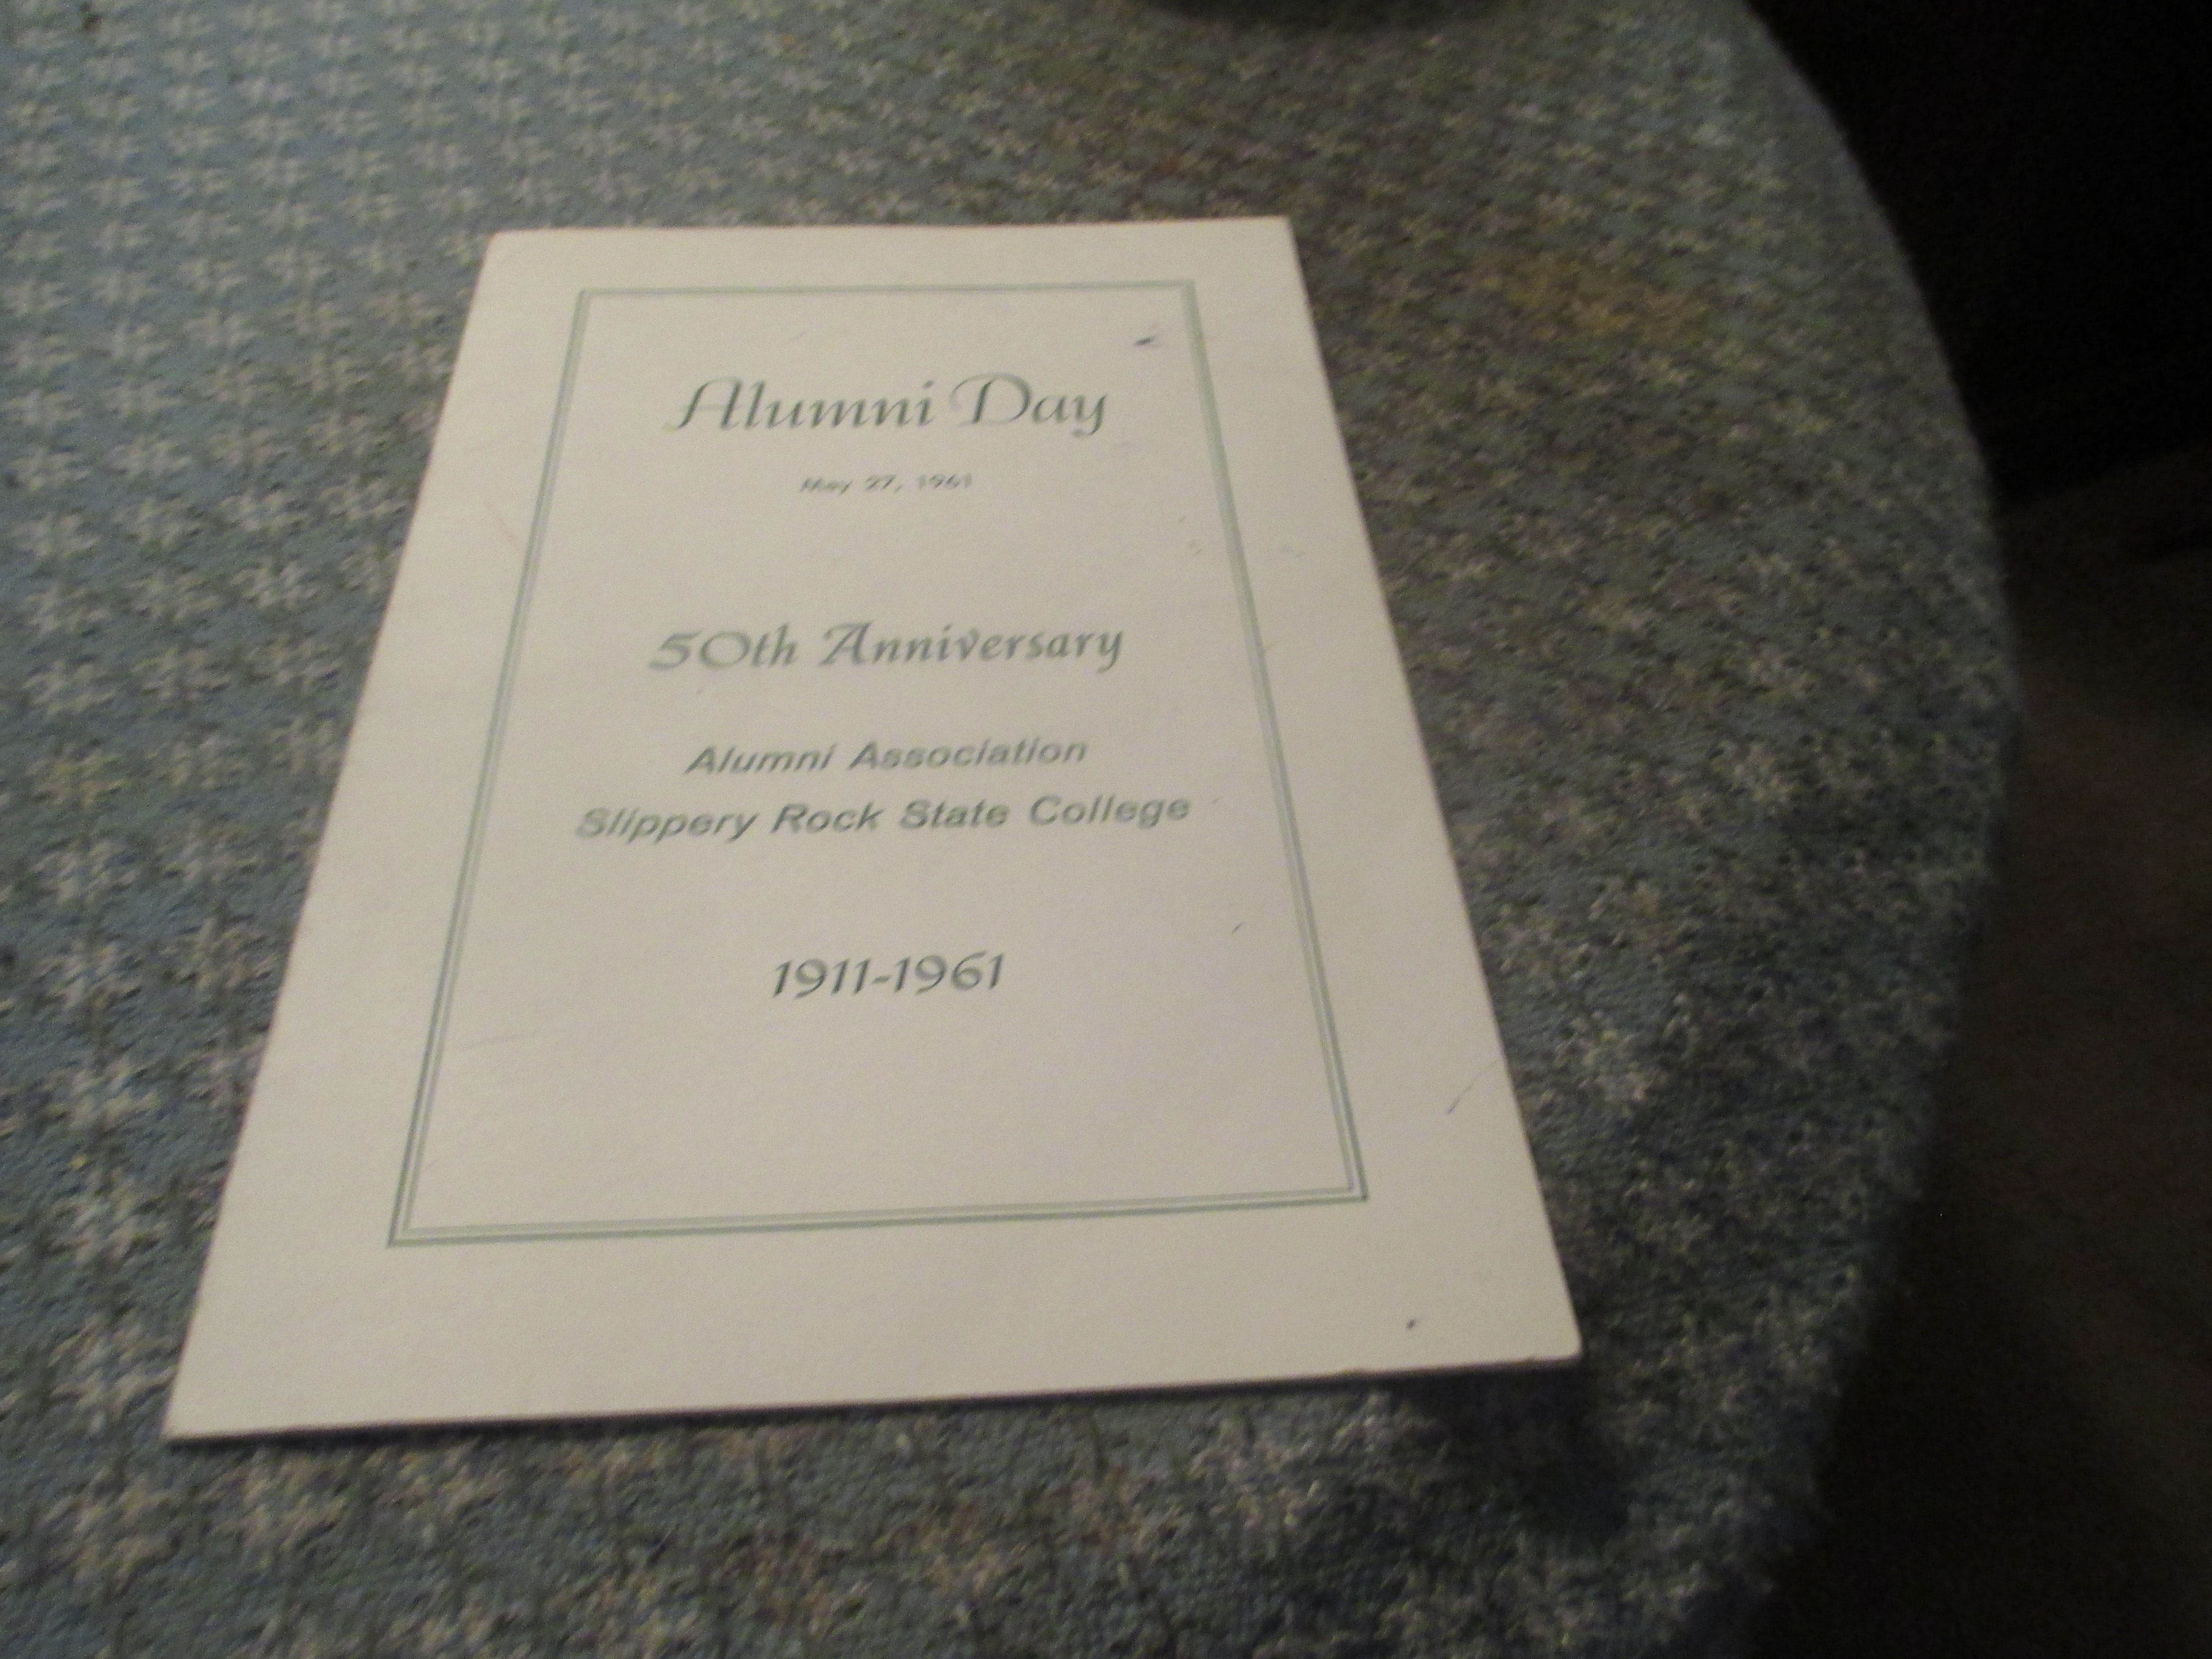 Alumni Day
May 27, 1961
50th Anniversary
Alumni Association
Slippery Rock State College
1911-1961